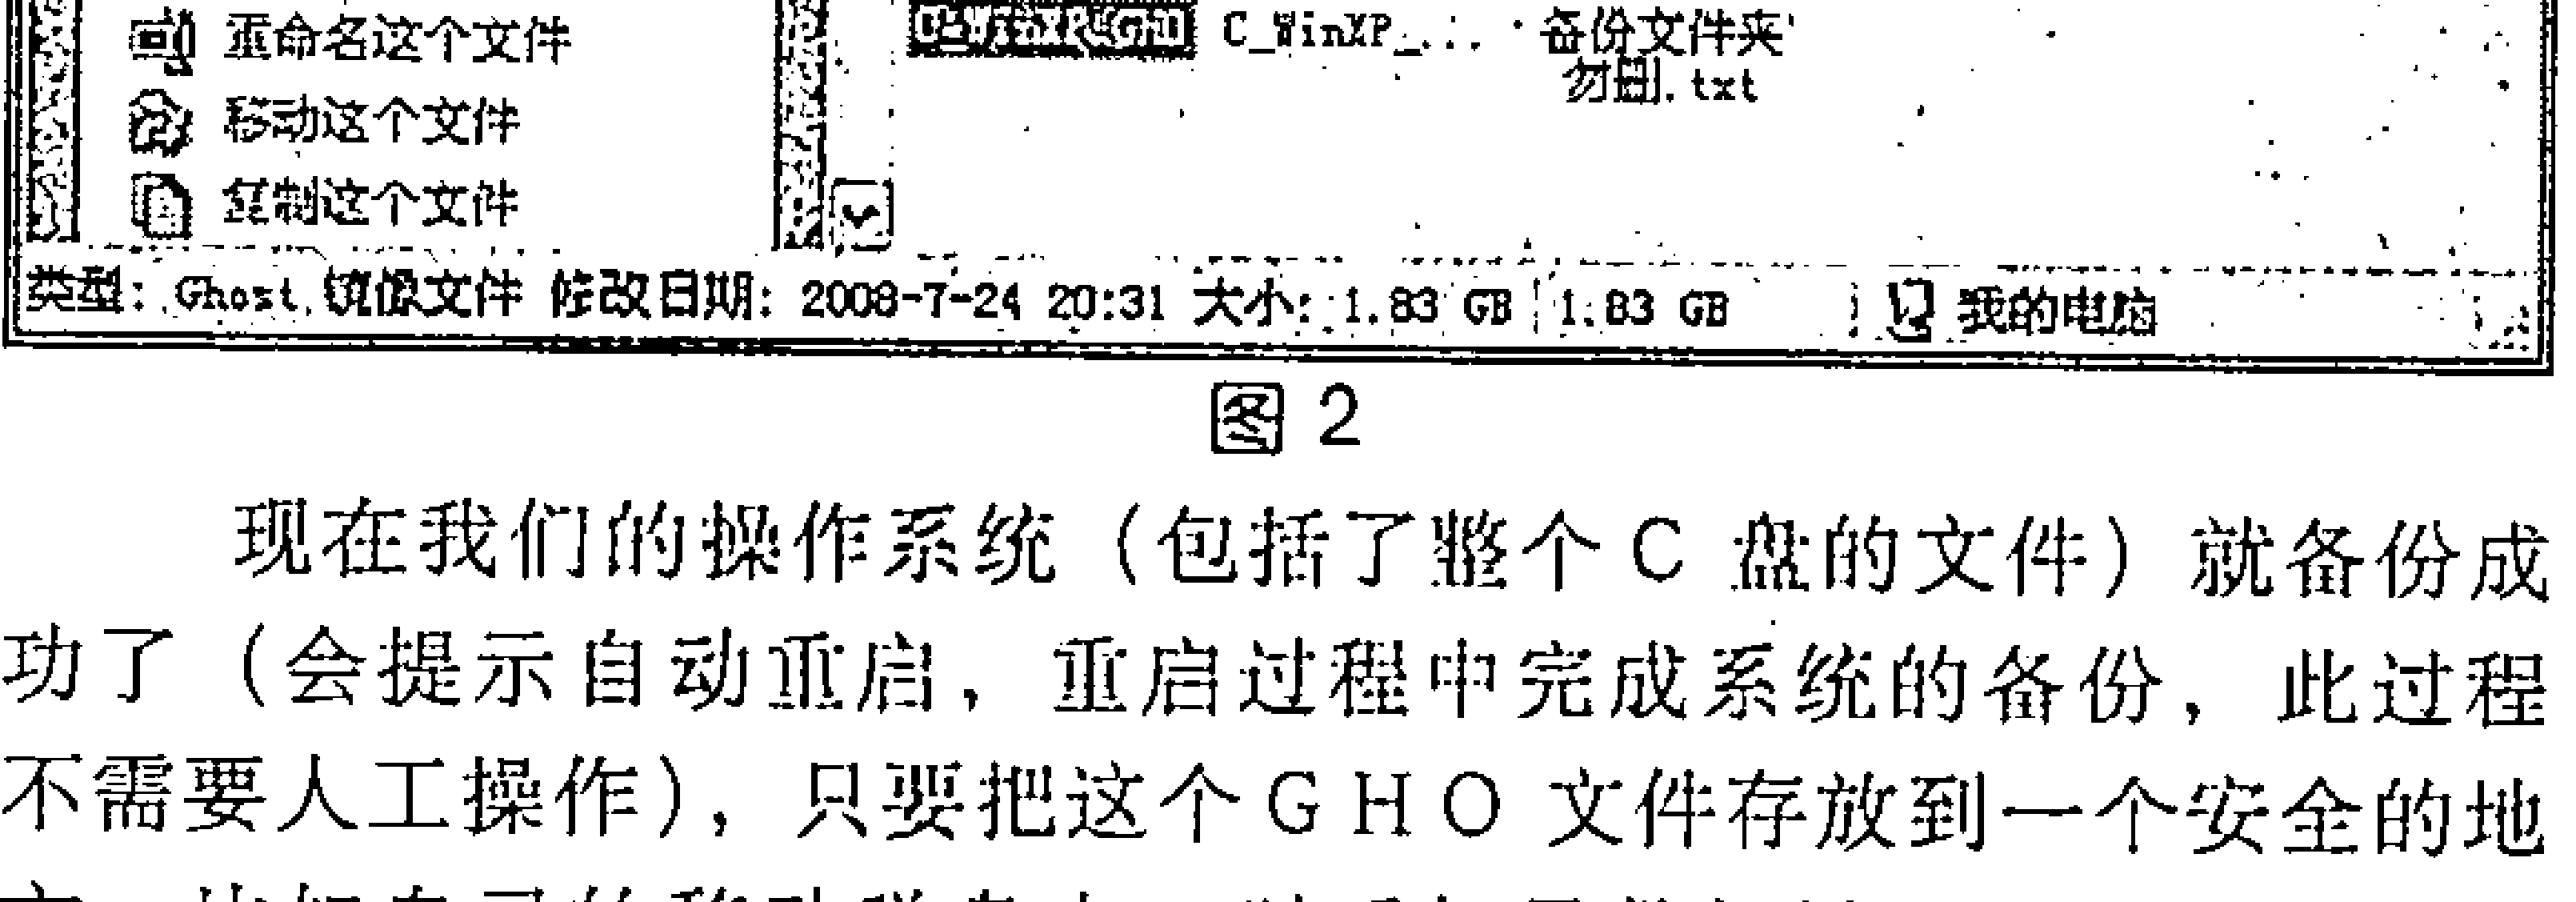 重命名这个文件
C_WinXP.GHO C_WinXP_... 备份文件夹
勿删.txt
移动这个文件
复制这个文件
类型: Ghost 镜像文件 修改日期: 2008-7-24 20:31 大小: 1.83 GB 1.83 GB 我的电脑
图 2
现在我们的操作系统（包括了整个C 盘的文件）就备份成
功了（会提示自动重启，重启过程中完成系统的备份，此过程
不需要人工操作），只要把这个GHO 文件存放到一个安全的地